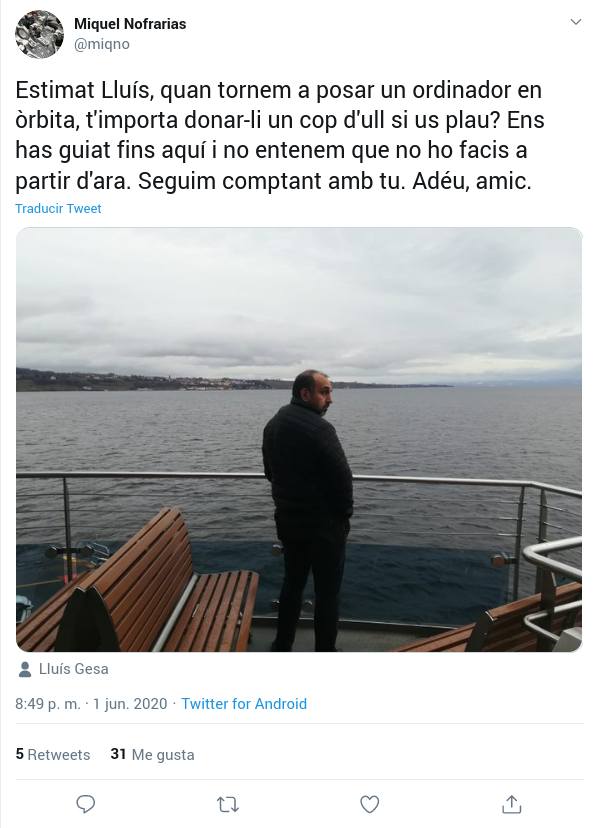 Miquel Nofrarias
@miqno
Estimat Lluís, quan tornem a posar un ordinador en
òrbita, t'importa donar-li un cop d'ull si us plau? Ens
has guiat fins aquí i no entenem que no ho facis a
partir d'ara. Seguim comptant amb tu. Adéu, amic.
Traducir Tweet
Lluís Gesa
8:49 p. m. · 1 jun. 2020 · Twitter for Android
5 Retweets 31 Me gusta